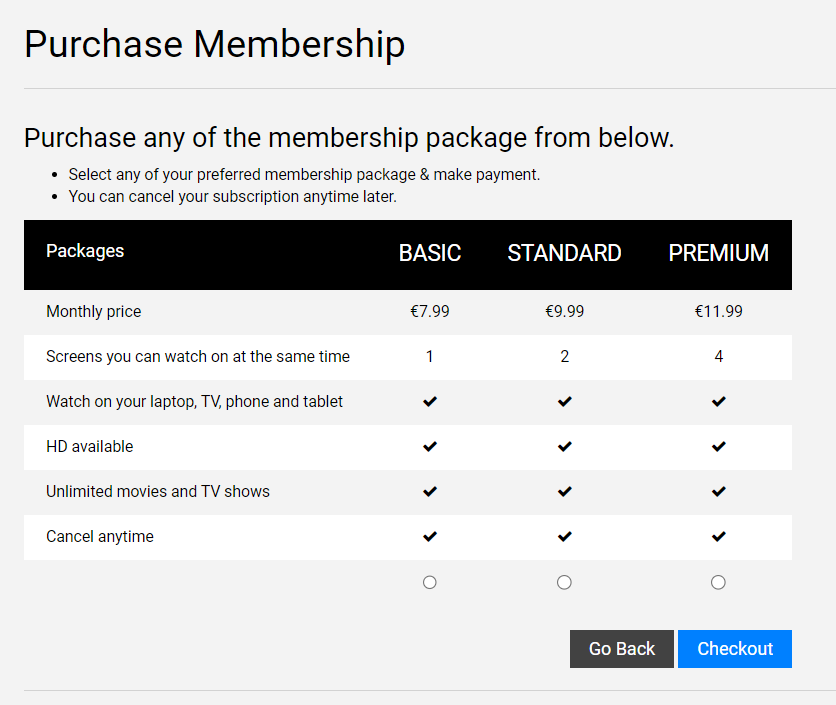 Purchase Membership
Purchase any of the membership package from below.
Select any of your preferred membership package & make payment.
You can cancel your subscription anytime later.
Packages BASIC STANDARD PREMIUM
Monthly price €7.99 €9.99 €11.99
Screens you can watch on at the same time 1 2 4
Watch on your laptop, TV, phone and tablet
HD available
Unlimited movies and TV shows
Cancel anytime
Go Back Checkout